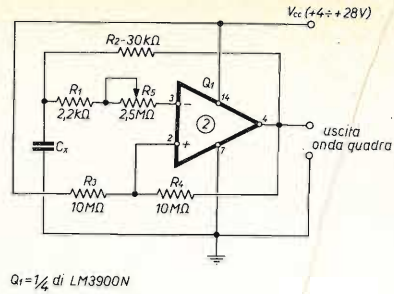 Vcc (+4÷+28V)
R2-30KΩ
R1
2,2KΩ
R5
2,5MΩ
Q1
14
3
-
2
+
2
4
7
Cx
uscita
onda quadra
R3
10MΩ
R4
10MΩ
Q1=1/4 di LM3900N